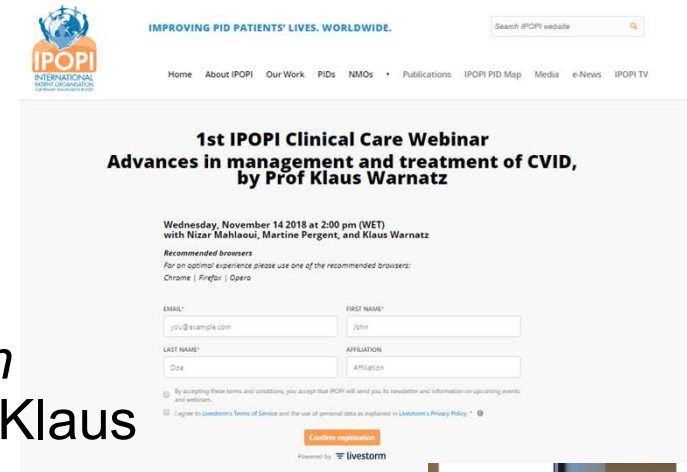 IMPROVING PID PATIENTS' LIVES. WORLDWIDE.
Search IPOPI website
IPOPI
INTERNATIONAL
PATIENT ORGANISATION
FOR PRIMARY IMMUNODEFICIENCIES
Home About IPOPI Our Work PIDs NMOs • Publications IPOPI PID Map Media e-News IPOPI TV
1st IPOPI Clinical Care Webinar
Advances in management and treatment of CVID,
by Prof Klaus Warnatz
Wednesday, November 14 2018 at 2:00 pm (WET)
with Nizar Mahlaoui, Martine Pergent, and Klaus Warnatz
Recommended browsers
For an optimal experience please use one of the recommended browsers:
Chrome | Firefox | Opera
EMAIL* FIRST NAME*
you@example.com John
LAST NAME* AFFILIATION
Doe Affiliation
By accepting these terms and conditions, you accept that IPOPI will send you its newsletter and information on upcoming events
and webinars.
I agree to Livestorm's Terms of Service and the use of personal data as explained in Livestorm's Privacy Policy. *
Confirm registration
Powered by livestorm
Klaus